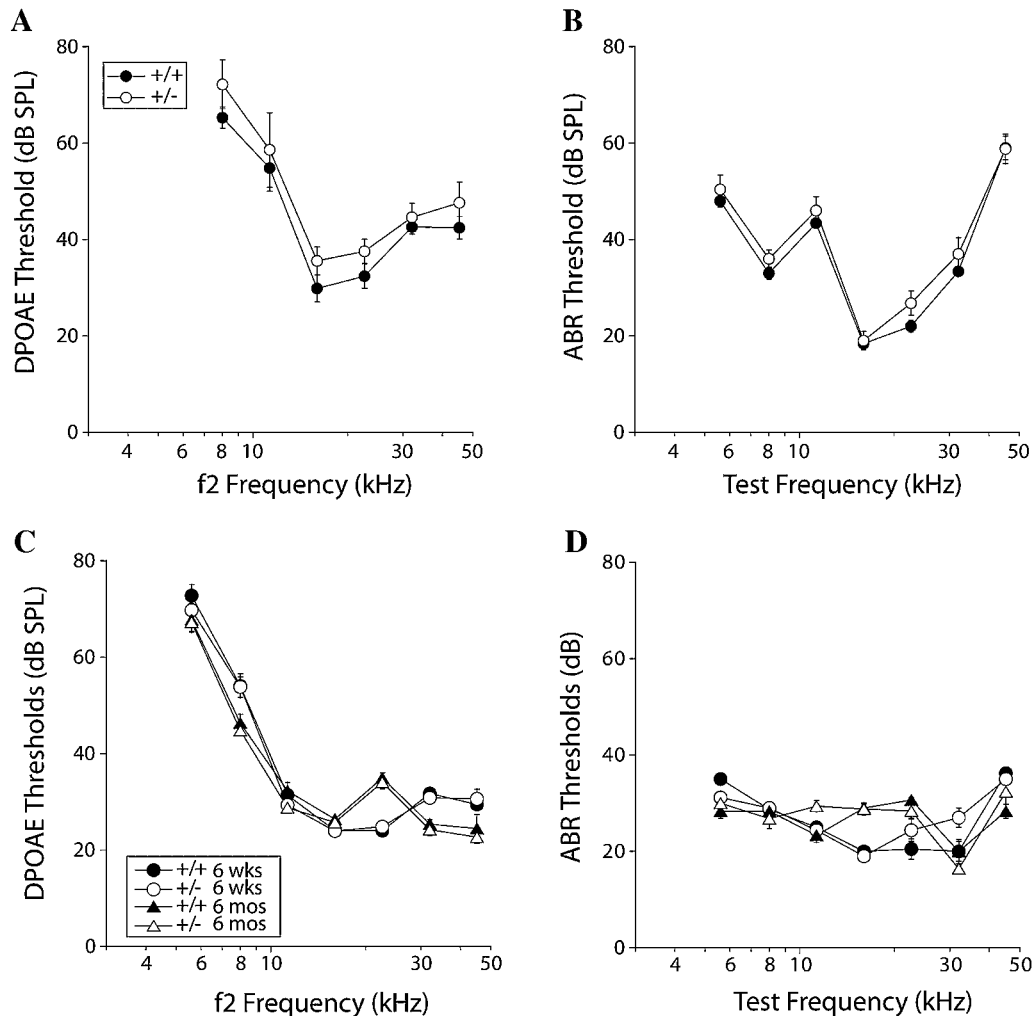 A
80
60
40
20
0
DPOAE Threshold (dB SPL)
+/+
+/-
4 6 8 10 30 50
f2 Frequency (kHz)
B
80
60
40
20
0
ABR Threshold (dB SPL)
4 6 8 10 30 50
Test Frequency (kHz)
C
80
60
40
20
0
DPOAE Thresholds (dB SPL)
+/+ 6 wks
+/- 6 wks
+/+ 6 mos
+/- 6 mos
4 6 8 10 30 50
f2 Frequency (kHz)
D
80
60
40
20
0
ABR Thresholds (dB)
4 6 8 10 30 50
Test Frequency (kHz)